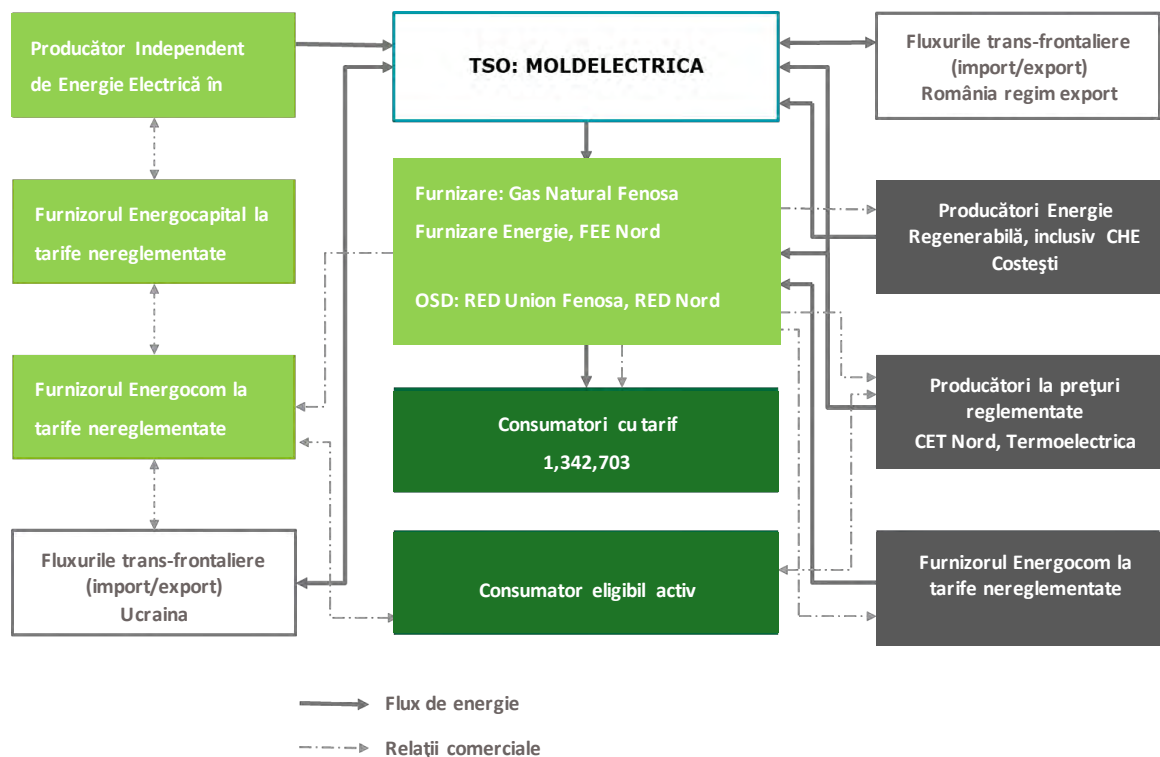 Producător Independent
de Energie Electrică în
TSO: MOLDELECTRICA
Fluxurile trans-frontaliere
(import/export)
România regim export
Furnizorul Energocapital la
tarife nereglementate
Furnizare: Gas Natural Fenosa
Furnizare Energie, FEE Nord
OSD: RED Union Fenosa, RED Nord
Producători Energie
Regenerabilă, inclusiv CHE
Costeşti
Furnizorul Energocom la
tarife nereglementate
Consumatori cu tarif
1,342,703
Producători la preţuri
reglementate
CET Nord, Termoelectrica
Fluxurile trans-frontaliere
(import/export)
Ucraina
Consumator eligibil activ
Furnizorul Energocom la
tarife nereglementate
Flux de energie
Relaţii comerciale